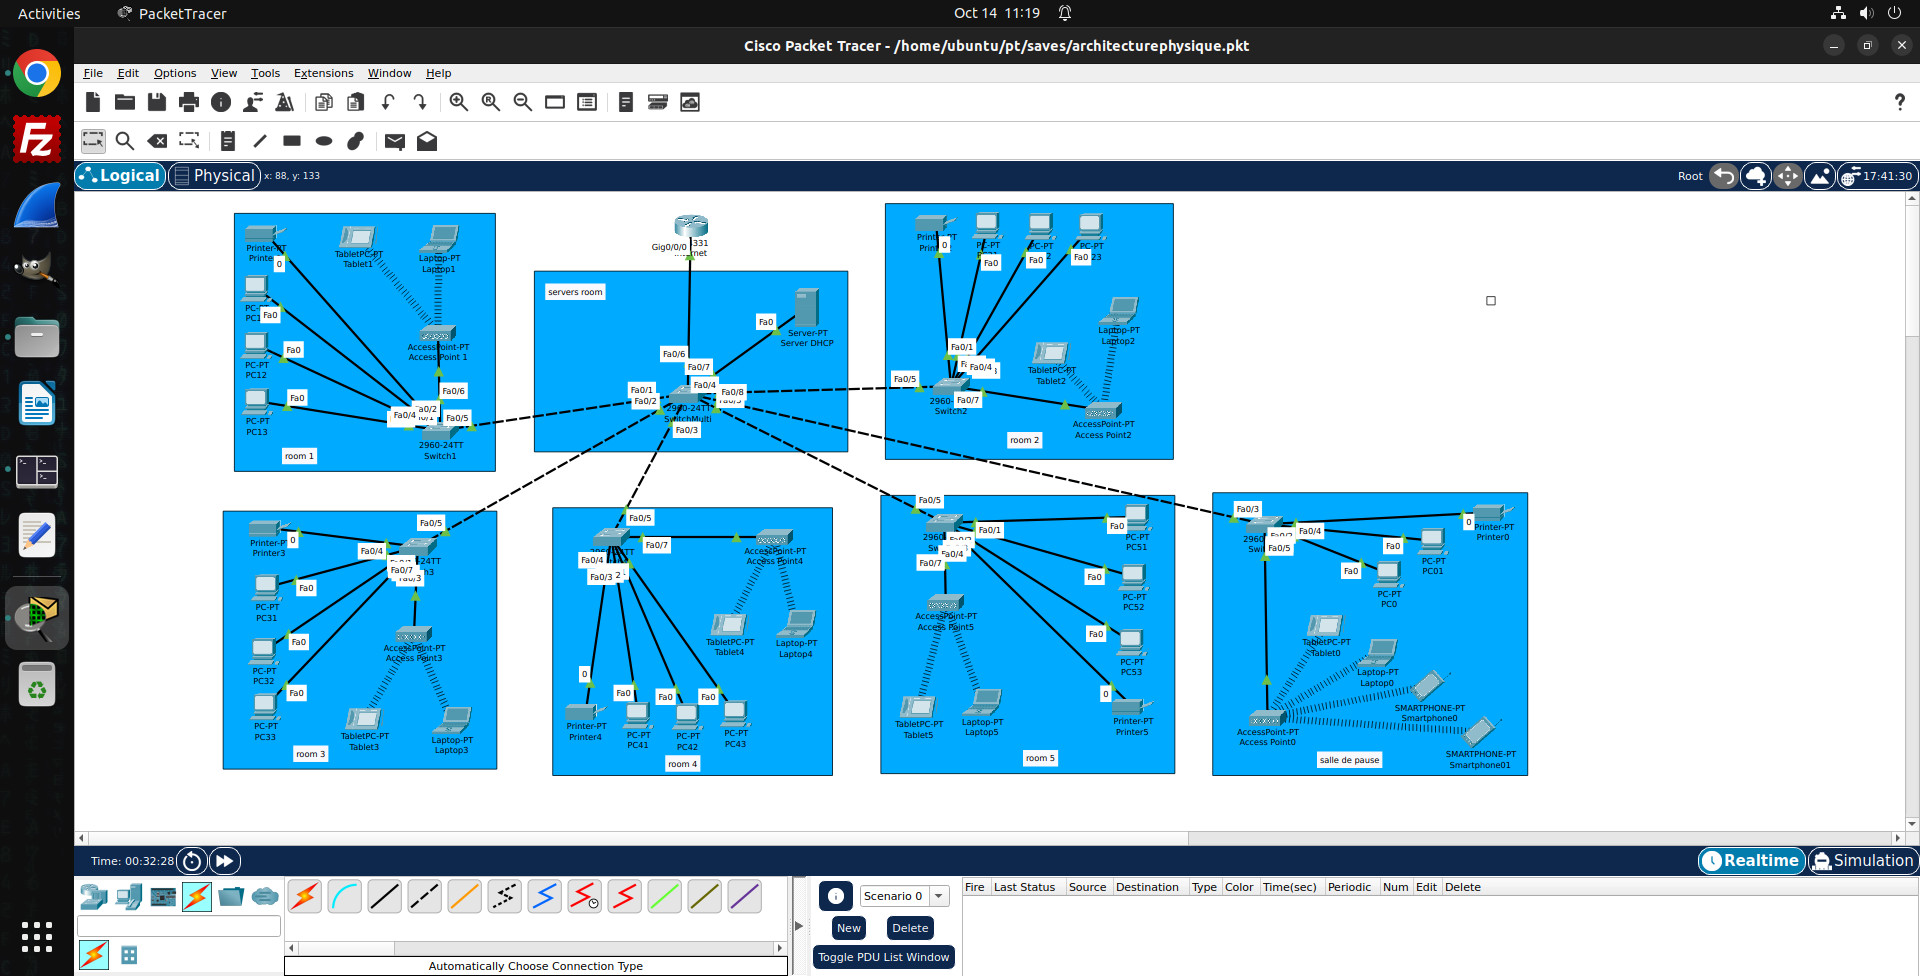 Activities
PacketTracer
Oct 14 11:19
Cisco Packet Tracer - /home/ubuntu/pt/saves/architecturephysique.pkt
File Edit Options View Tools Extensions Window Help
?
Logical
Physical
x: 88, y: 133
Root
17:41:30
Printer-PT
0
TabletPC-PT
Tablet1
Laptop-PT
Laptop1
Fa0
PC-PT
PC12
Fa0
PC-PT
PC13
Fa0
AccessPoint-PT
Access Point 1
Fa0/6
Fa0/4
Fa0/2
Fa0/5
2960-24TT
Switch1
room 1
Gig0/0/0
servers room
Fa0
Server-PT
Server DHCP
Fa0/6
Fa0/7
Fa0/4
Fa0/8
Fa0/1
Fa0/2
2960-24TT
SwitchMulti
Fa0/3
0
PC-PT
Fa0
Fa0
PC-PT
Fa0
Laptop-PT
Laptop2
TabletPC-PT
Tablet2
Fa0/1
Fa0/4
Fa0/5
Fa0/7
Switch2
AccessPoint-PT
Access Point2
room 2
Fa0/5
Printer3
0
Fa0/4
Fa0/7
Fa0/3
PC-PT
PC31
Fa0
PC-PT
PC32
Fa0
PC-PT
PC33
Fa0
AccessPoint-PT
Access Point3
TabletPC-PT
Tablet3
Laptop-PT
Laptop3
room 3
Fa0/5
Fa0/7
Fa0/4
Fa0/3
AccessPoint-PT
Access Point4
TabletPC-PT
Tablet4
Laptop-PT
Laptop4
0
Fa0
Fa0
Fa0
Printer-PT
Printer4
PC-PT
PC41
PC-PT
PC42
PC-PT
PC43
room 4
Fa0/5
Fa0/1
Fa0/4
Fa0/7
Fa0
PC-PT
PC51
Fa0
PC-PT
PC52
Fa0
PC-PT
PC53
0
Printer-PT
Printer5
AccessPoint-PT
Access Point5
TabletPC-PT
Tablet5
Laptop-PT
Laptop5
room 5
Fa0/3
Fa0/4
Fa0/5
0
Printer-PT
Printer0
Fa0
PC-PT
PC01
Fa0
PC-PT
PC0
TabletPC-PT
Tablet0
Laptop-PT
Laptop0
SMARTPHONE-PT
Smartphone0
SMARTPHONE-PT
Smartphone01
AccessPoint-PT
Access Point0
salle de pause
Time: 00:32:28
Realtime
Simulation
Scenario 0
New
Delete
Toggle PDU List Window
Fire Last Status Source Destination Type Color Time(sec) Periodic Num Edit Delete
Automatically Choose Connection Type